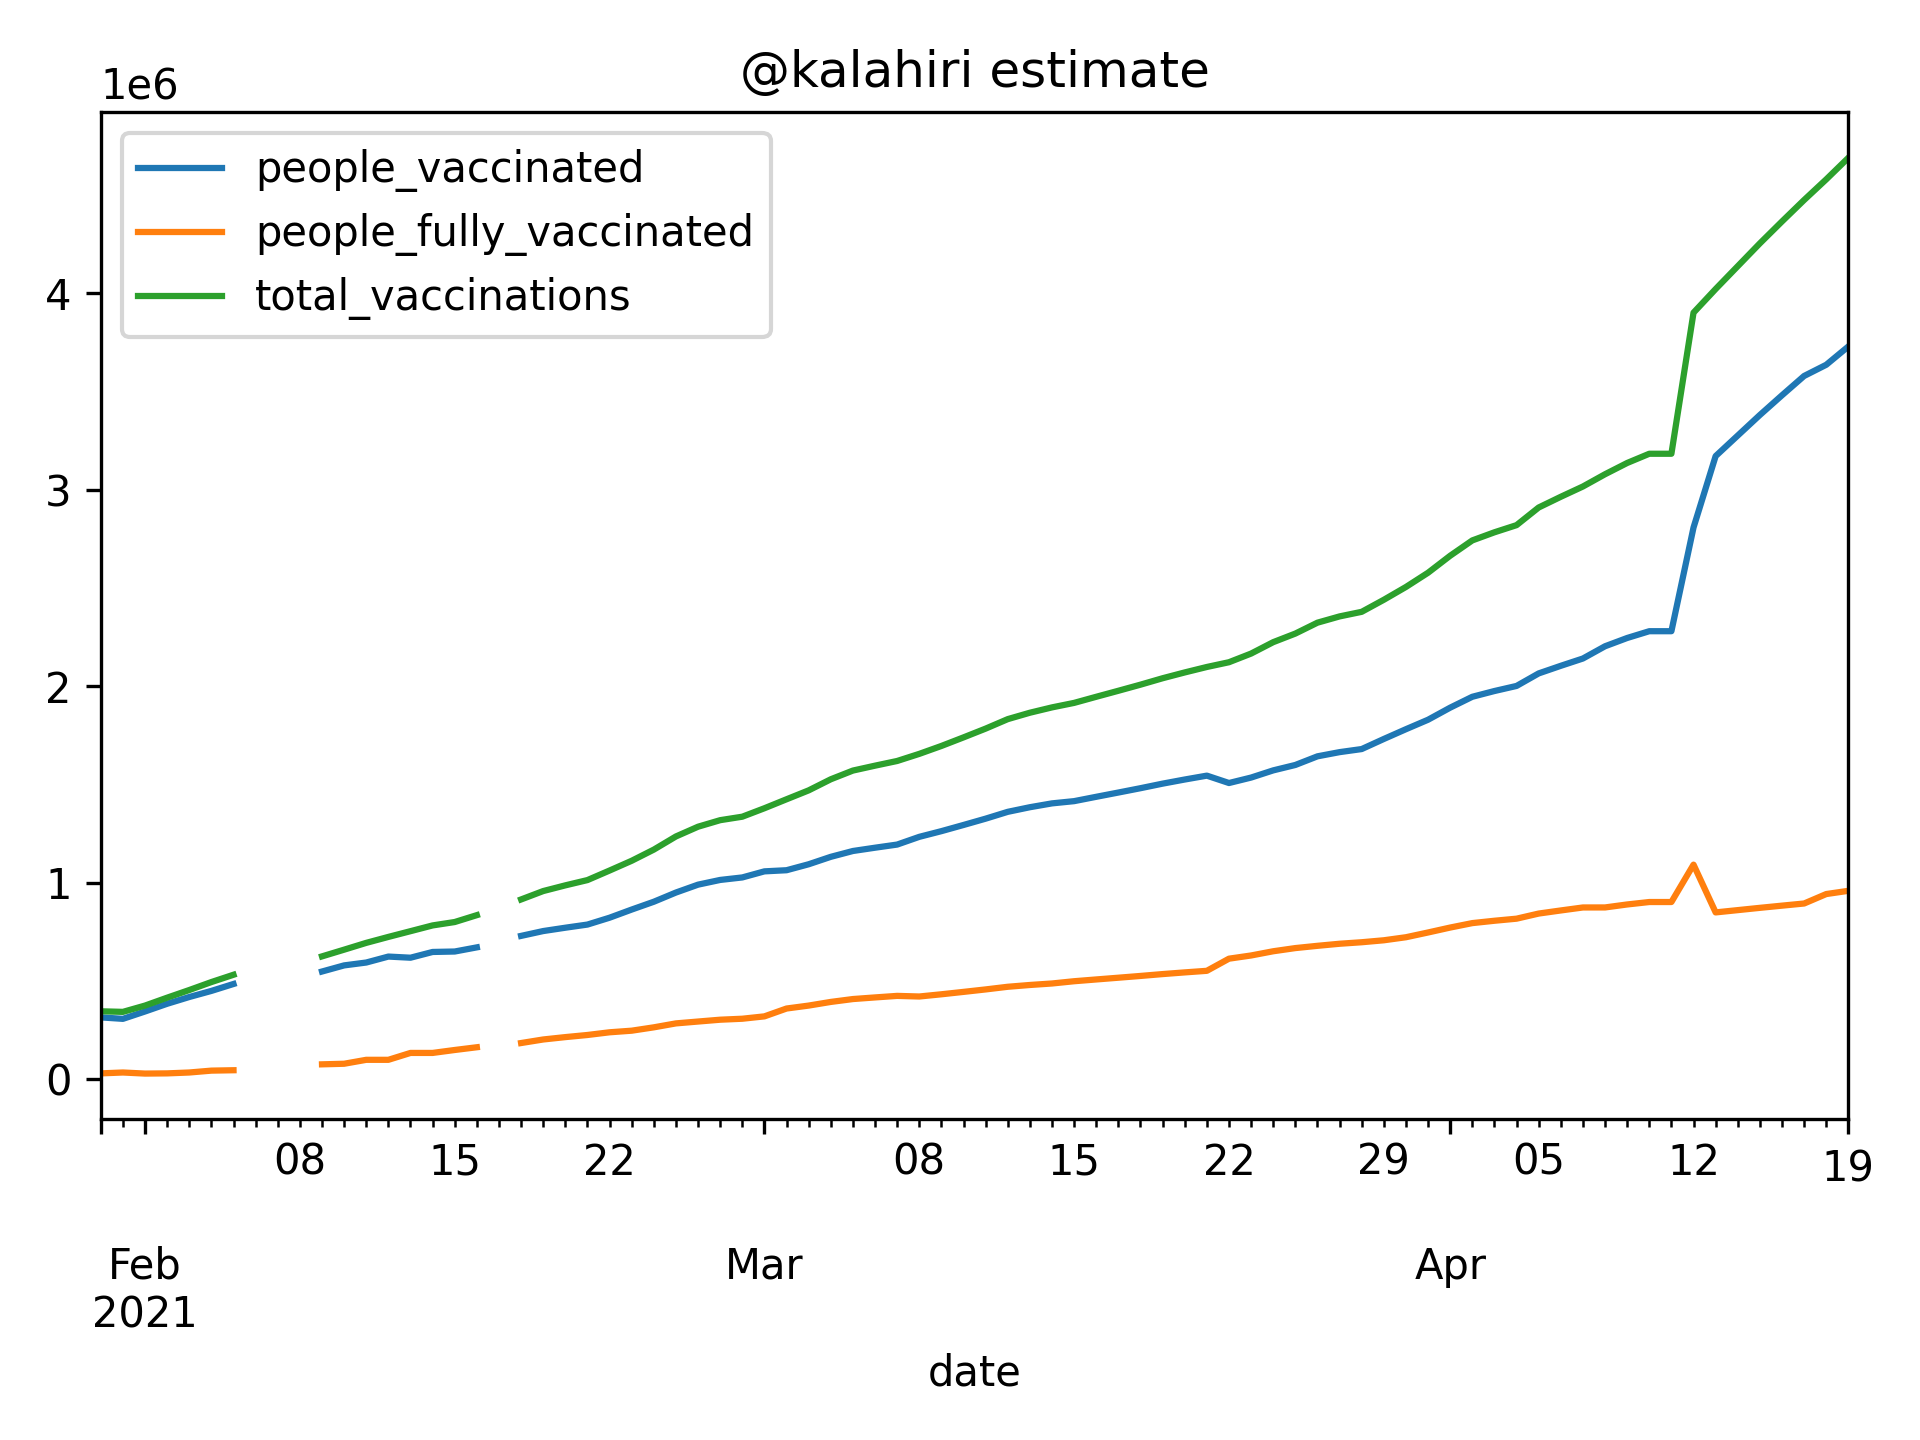 @kalahiri estimate
1e6
people_vaccinated
people_fully_vaccinated
total_vaccinations
4
3
2
1
0
08 15 22 08 15 22 29 05 12 19
Feb Mar Apr
2021
date